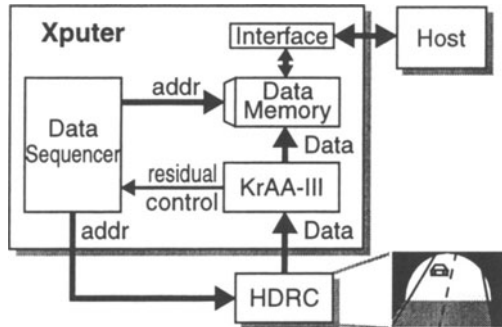 Xputer
Interface
Host
addr
Data
Memory
Data
Sequencer
Data
residual
control
KrAA-III
addr
Data
HDRC